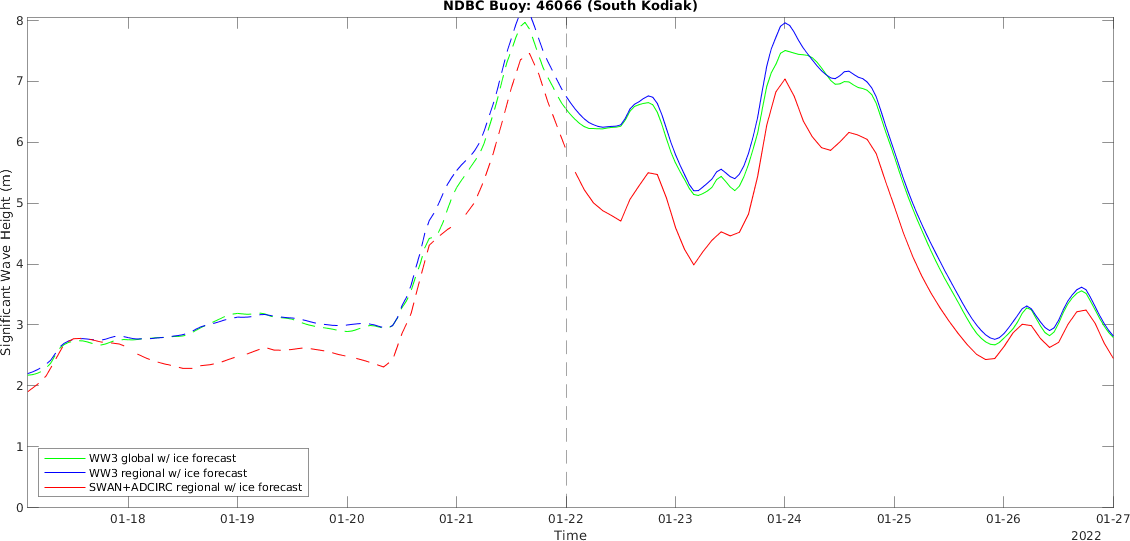 NDBC Buoy: 46066 (South Kodiak)
8
7
6
5
4
3
2
1
0
Significant Wave Height (m)
WW3 global w/ ice forecast
WW3 regional w/ ice forecast
SWAN+ADCIRC regional w/ ice forecast
01-18 01-19 01-20 01-21 01-22 01-23 01-24 01-25 01-26 01-27
Time
2022